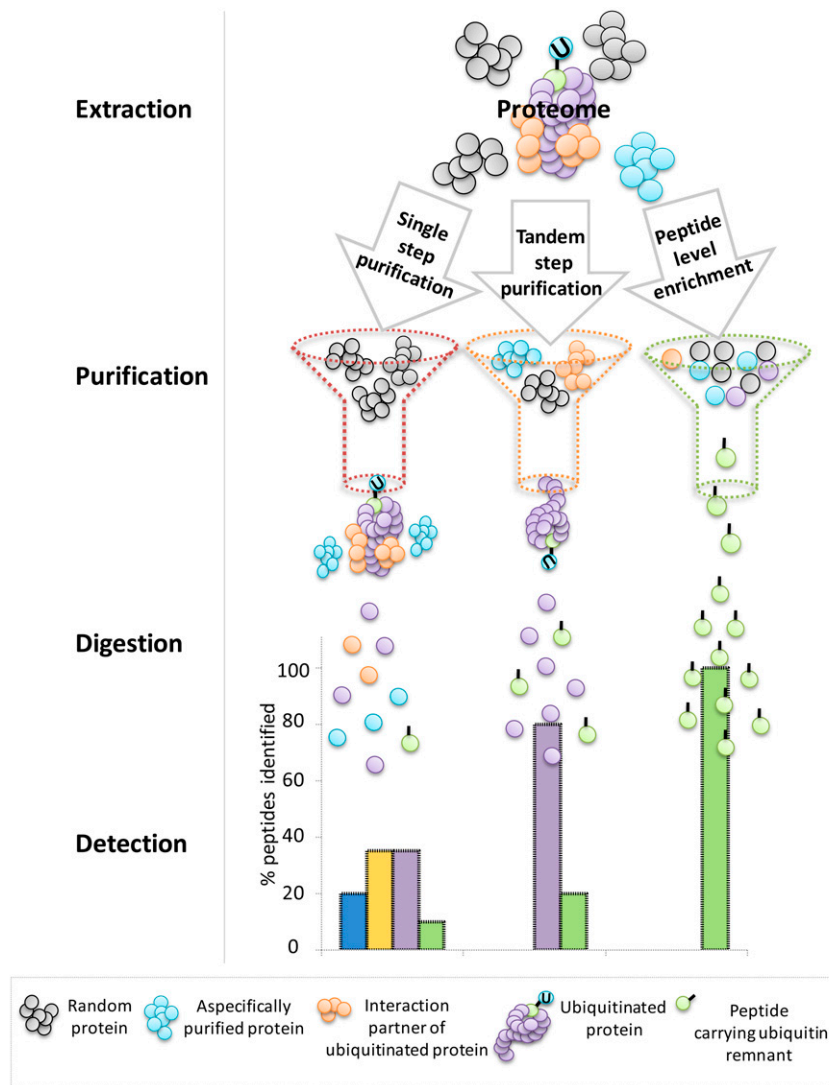 U
Extraction
Proteome
Single
step
purification
Tandem
step
purification
Peptide
level
enrichment
Purification
U
U
Digestion
100
80
60
40
20
0
% peptides identified
Detection
Random
protein
Aspecifically
purified protein
Interaction
partner of
ubiquitinated protein
U
Ubiquitinated
protein
Peptide
carrying ubiquitin
remnant